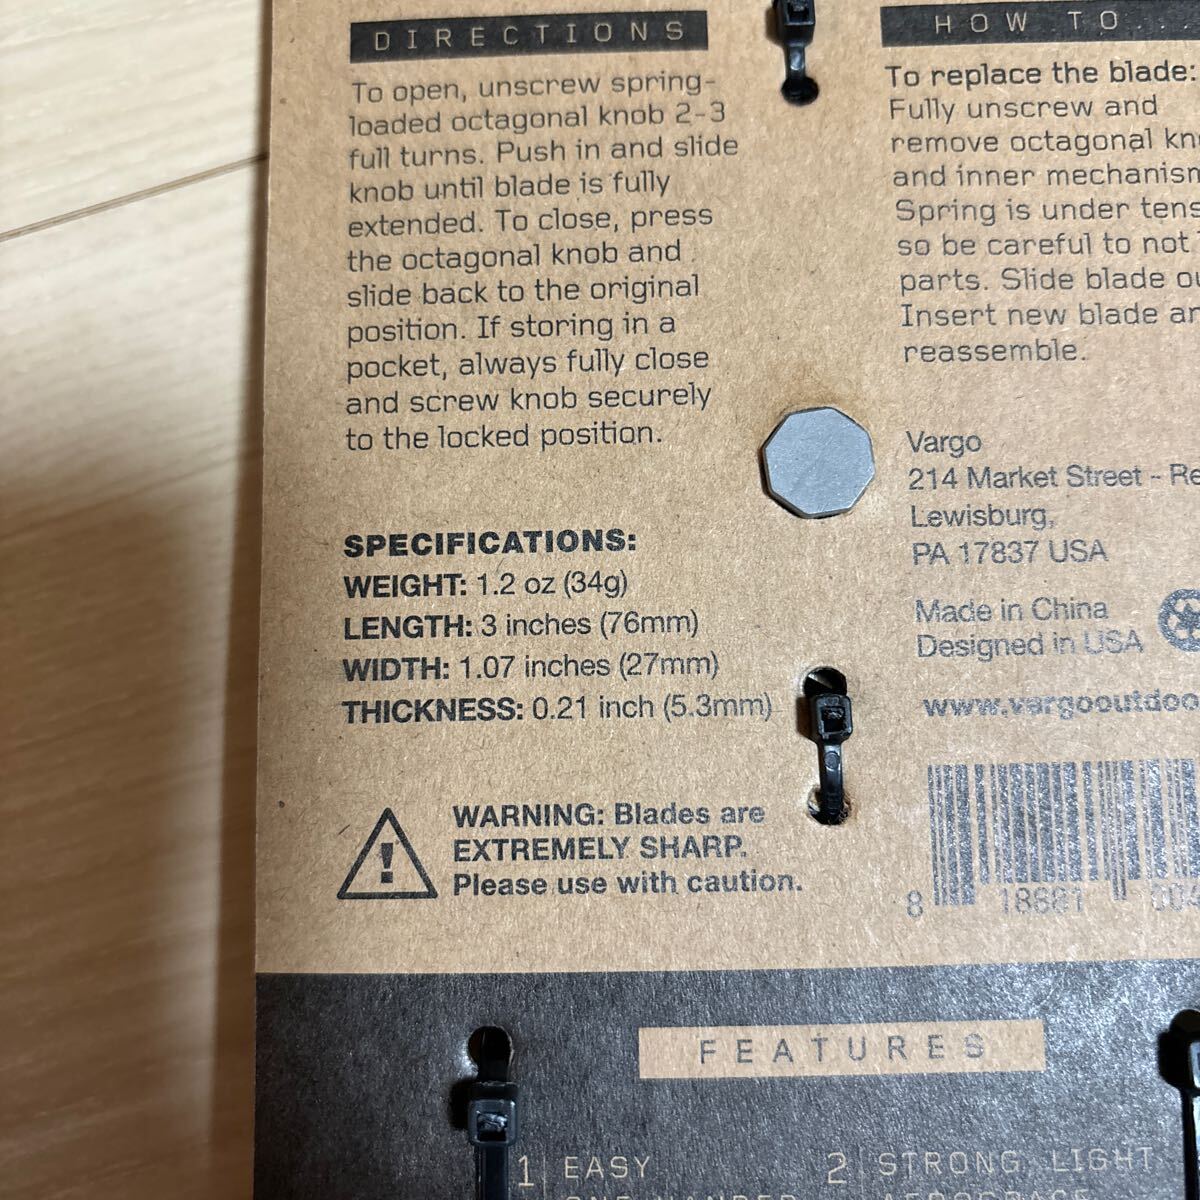 DIRECTIONS
To open, unscrew spring-
loaded octagonal knob 2-3
full turns. Push in and slide
knob until blade is fully
extended. To close, press
the octagonal knob and
slide back to the original
position. If storing in a
pocket, always fully close
and screw knob securely
to the locked position.
SPECIFICATIONS:
WEIGHT: 1.2 oz (34g)
LENGTH: 3 inches (76mm)
WIDTH: 1.07 inches (27mm)
THICKNESS: 0.21 inch (5.3mm)
WARNING: Blades are
EXTREMELY SHARP.
Please use with caution.
HOW TO...
To replace the blade:
Fully unscrew and
remove octagonal
and inner
Spring is under
so be careful to not
parts. Slide blade
Insert new blade
reassemble.
Vargo
214 Market Street -
Lewisburg,
PA 17837 USA
Made in China
Designed in USA
8 18881
FEATURES
1 EASY
2 STRONG, LIGHT